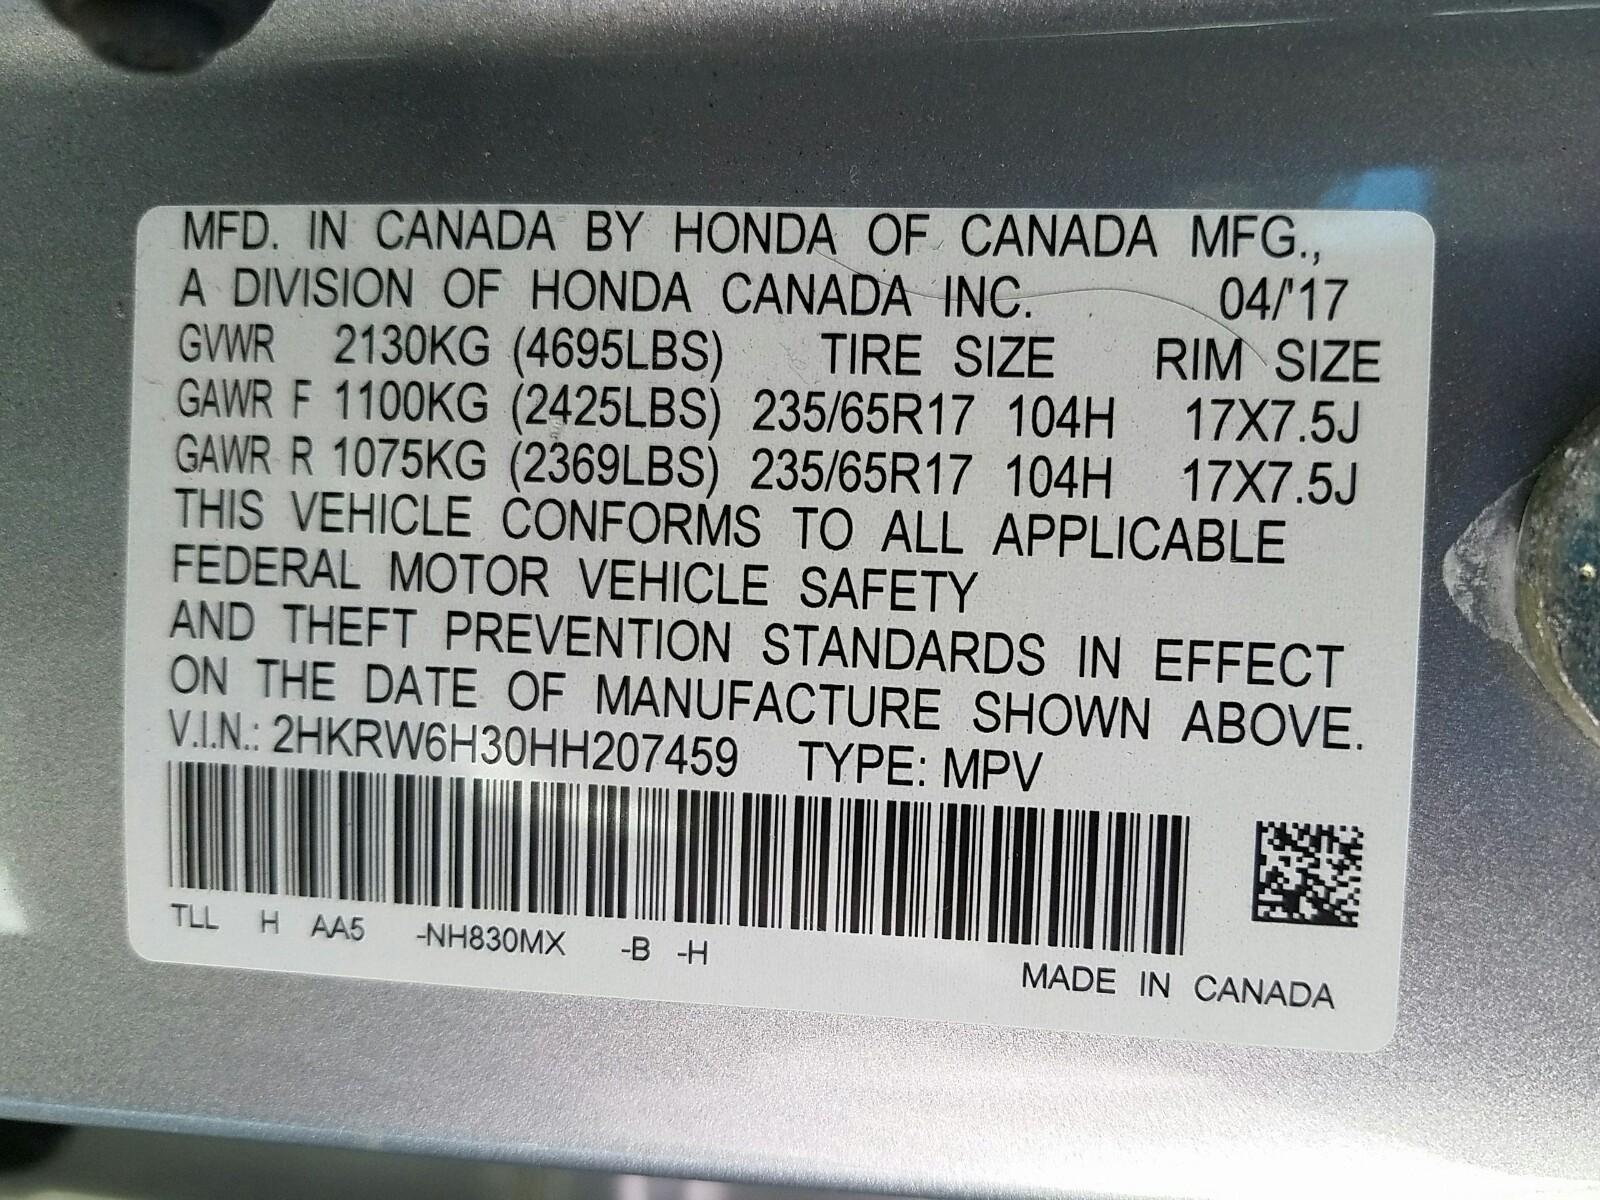 MFD. IN CANADA BY HONDA OF CANADA MFG.,
A DIVISION OF HONDA CANADA INC. 04/'17
GVWR 2130KG (4695LBS) TIRE SIZE RIM SIZE
GAWR F 1100KG (2425LBS) 235/65R17 104H 17X7.5J
GAWR R 1075KG (2369LBS) 235/65R17 104H 17X7.5J
THIS VEHICLE CONFORMS TO ALL APPLICABLE
FEDERAL MOTOR VEHICLE SAFETY
AND THEFT PREVENTION STANDARDS IN EFFECT
ON THE DATE OF MANUFACTURE SHOWN ABOVE.
V.I.N.: 2HKRW6H30HH207459 TYPE: MPV
TLL H AA5 -NH830MX -B -H
MADE IN CANADA